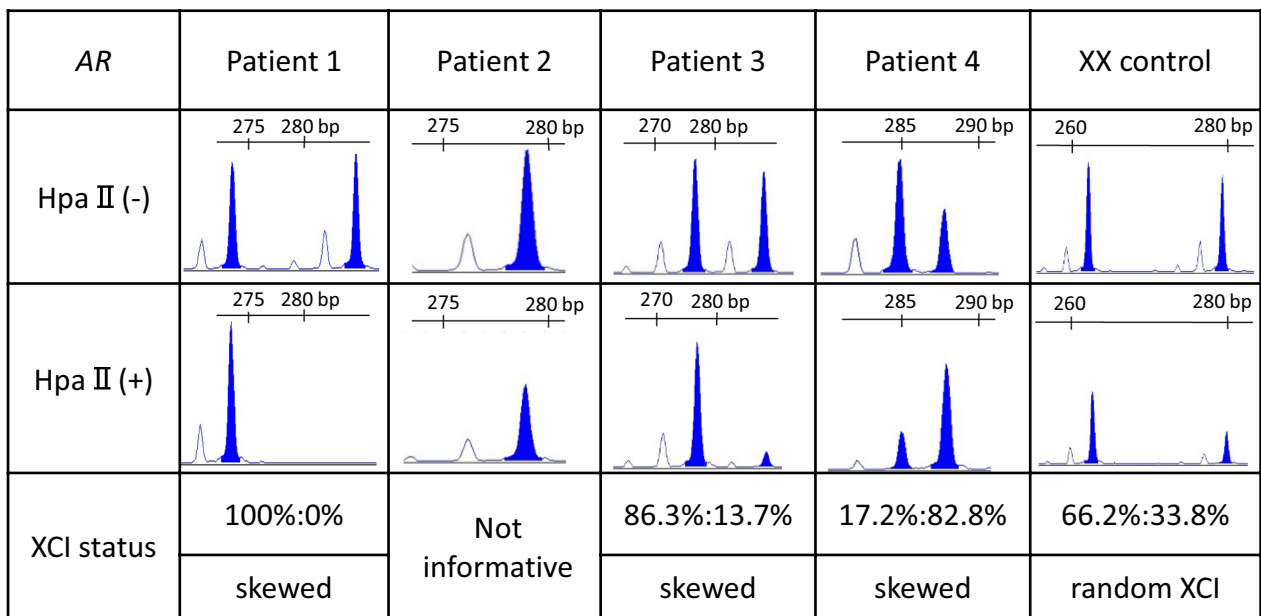 AR Patient 1 Patient 2 Patient 3 Patient 4 XX control
Hpa Ⅱ (-)
275 280 bp
275 280 bp
270 280 bp
285 290 bp
260 280 bp
Hpa Ⅱ (+)
275 280 bp
275 280 bp
270 280 bp
285 290 bp
260 280 bp
XCI status
100%:0%
skewed
Not
informative
86.3%:13.7%
skewed
17.2%:82.8%
skewed
66.2%:33.8%
random XCI